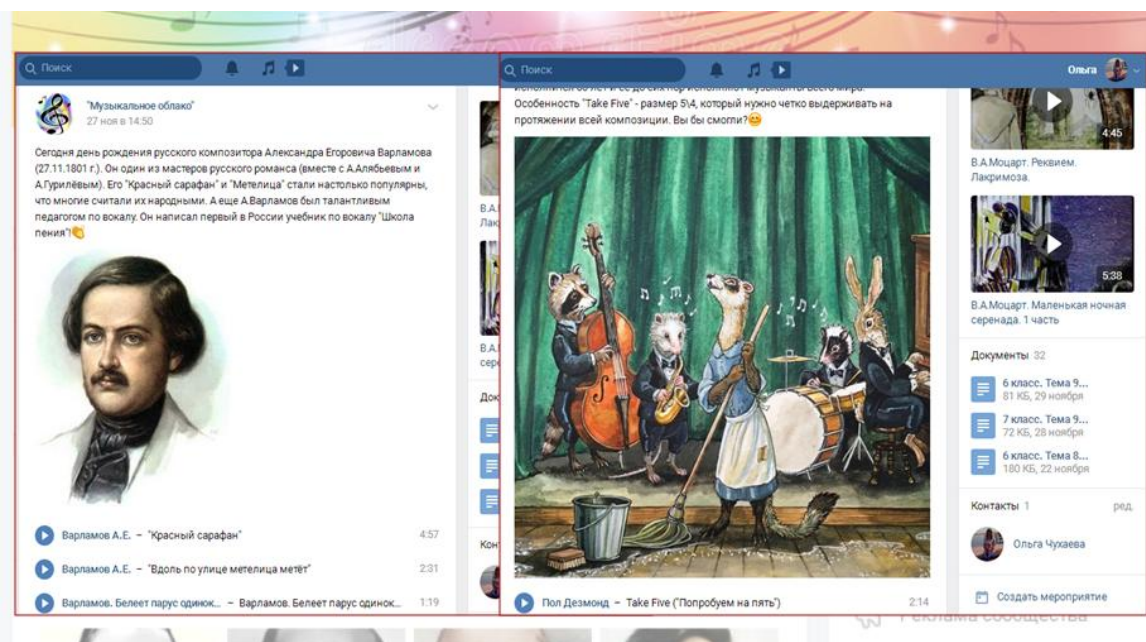 Поиск
"Музыкальное облако"
27 ноя в 14:50
Сегодня день рождения русского композитора Александра Егоровича Варламова
(27.11.1801 г.). Он один из мастеров русского романса (вместе с А.Алябьевым и
А.Гурилёвым). Его "Красный сарафан" и "Метелица" стали настолько популярны,
что многие считали их народными. А еще А.Варламов был талантливым
педагогом по вокалу. Он написал первый в России учебник по вокалу "Школа
пения"!
Варламов А.Е. – "Красный сарафан" 4:57
Варламов А.Е. – "Вдоль по улице метелица метёт" 2:31
Варламов. Белеет парус одинок... – Варламов. Белеет парус одинок... 1:19
В.А.
Лак
В.А.
сер
Док
Кон
Поиск
Ольга
Особенность "Take Five" - размер 5\4, который нужно четко выдерживать на
протяжении всей композиции. Вы бы смогли?
Пол Дезмонд – Take Five ("Попробуем на пять") 2:14
4:45
В.А.Моцарт. Реквием.
Лакримоза.
5:38
В.А.Моцарт. Маленькая ночная
серенада. 1 часть
Документы 32
6 класс. Тема 9...
81 КБ, 29 ноября
7 класс. Тема 9...
72 КБ, 28 ноября
6 класс. Тема 8...
180 КБ, 22 ноября
Контакты 1 ред.
Ольга Чухаева
Создать мероприятие
Реклама сообщества